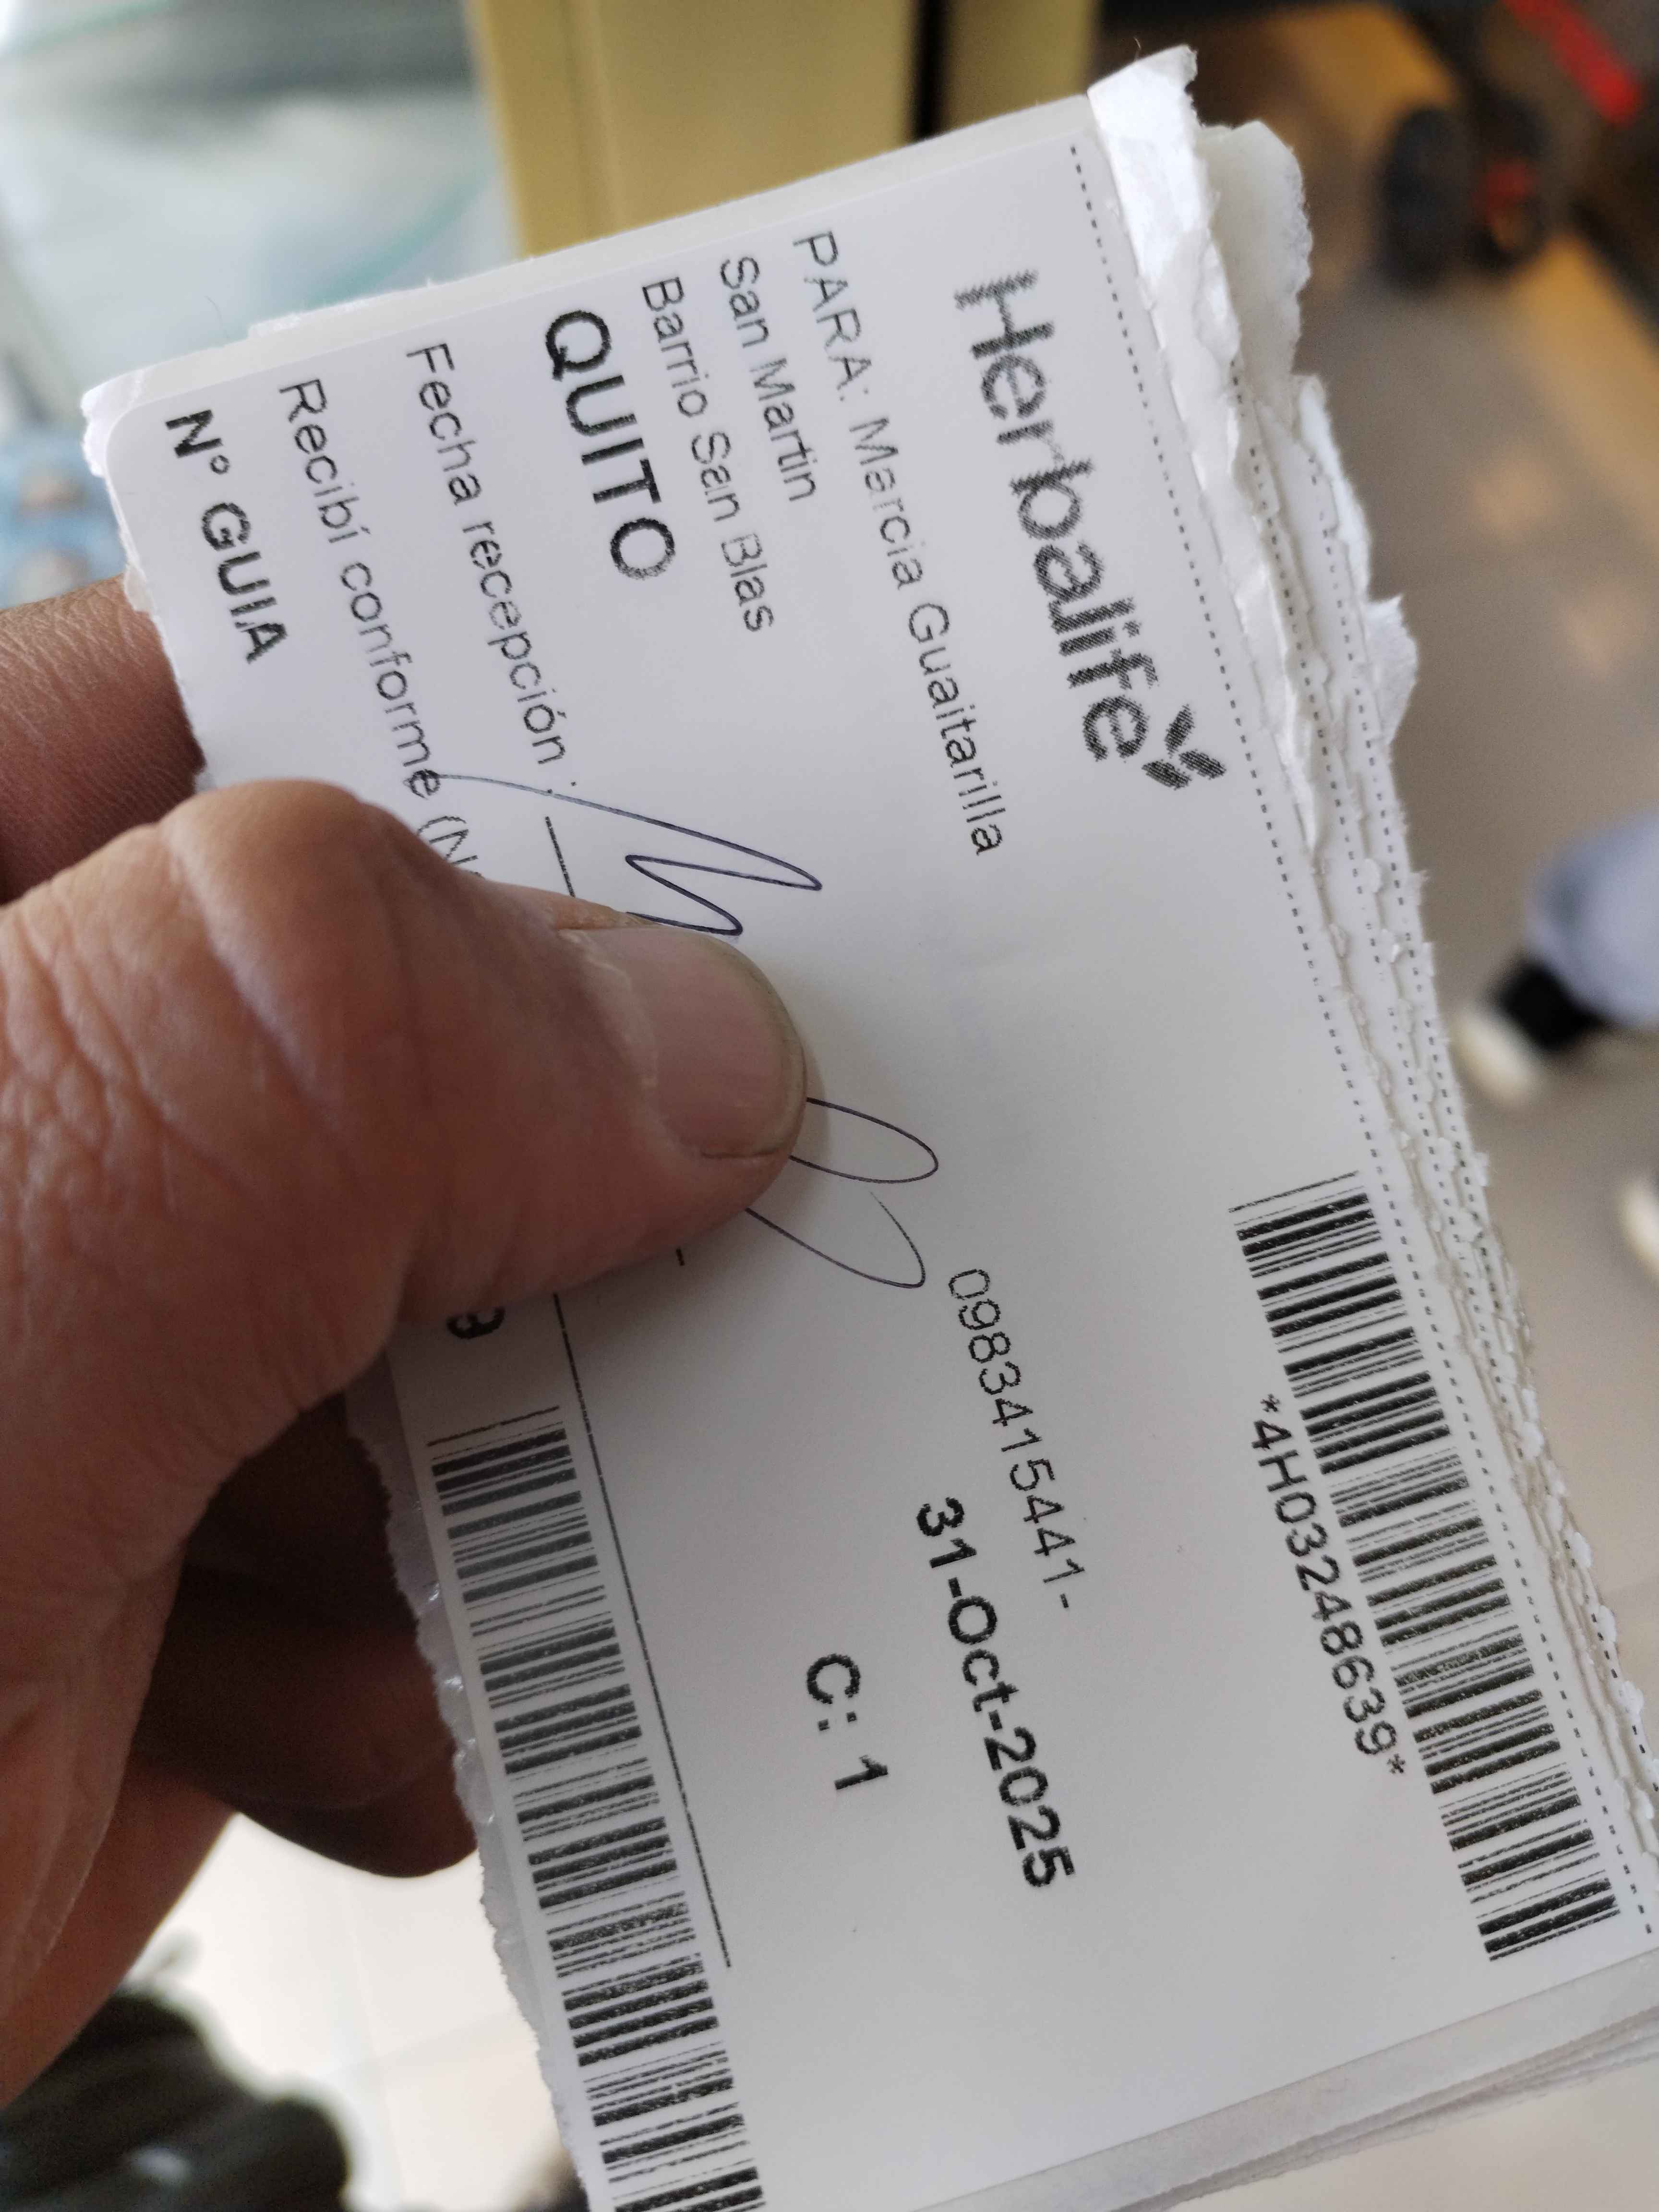 Herbalife
*4H03248639*
PARA: Marcia Guaitarilla
0983415441-
San Martin
31-Oct-2025
Barrio San Blas
QUITO
C: 1
Fecha recepción :
Recibí conforme
N° GUIA